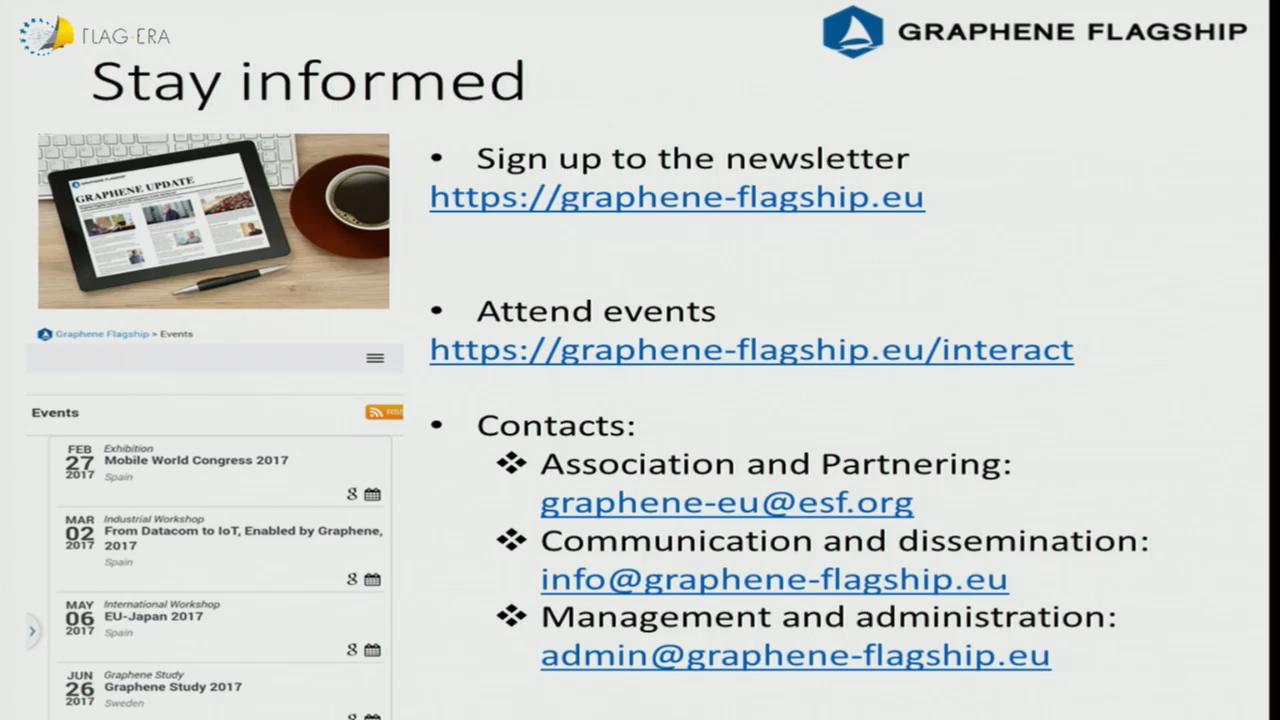 FLAG-ERA
GRAPHENE FLAGSHIP
Stay informed
GRAPHENE UPDATE
• Sign up to the newsletter
https://graphene-flagship.eu
• Attend events
https://graphene-flagship.eu/interact
• Contacts:
❖ Association and Partnering:
graphene-eu@esf.org
❖ Communication and dissemination:
info@graphene-flagship.eu
❖ Management and administration:
admin@graphene-flagship.eu
Graphene Flagship > Events
Events
RSS
FEB
27
2017
Exhibition
Mobile World Congress 2017
Spain
8
MAR
02
2017
Industrial Workshop
From Datacom to IoT, Enabled by Graphene,
2017
Spain
8
MAY
06
2017
International Workshop
EU-Japan 2017
Spain
8
JUN
26
2017
Graphene Study
Graphene Study 2017
Sweden